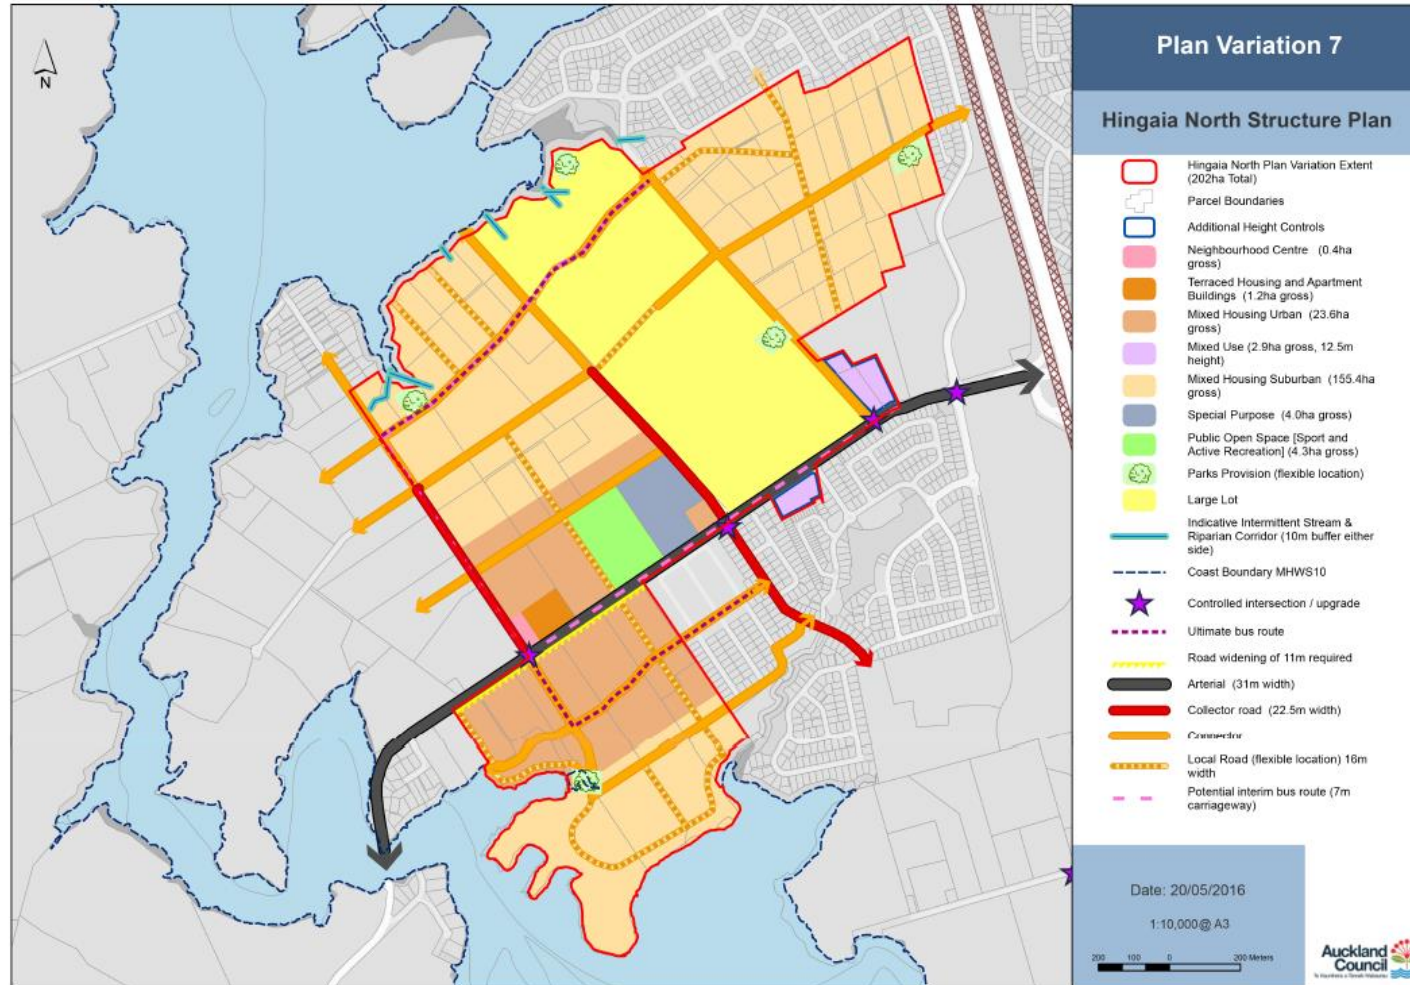 N
Plan Variation 7
Hingaia North Structure Plan
Hingaia North Plan Variation Extent
(202ha Total)
Parcel Boundaries
Additional Height Controls
Neighbourhood Centre (0.4ha
gross)
Terraced Housing and Apartment
Buildings (1.2ha gross)
Mixed Housing Urban (23.6ha
gross)
Mixed Use (2.9ha gross, 12.5m
height)
Mixed Housing Suburban (155.4ha
gross)
Special Purpose (4.0ha gross)
Public Open Space [Sport and
Active Recreation] (4.3ha gross)
Parks Provision (flexible location)
Large Lot
Indicative Intermittent Stream &
Riparian Corridor (10m buffer either
side)
Coast Boundary MHWS10
Controlled intersection / upgrade
Ultimate bus route
Road widening of 11m required
Arterial (31m width)
Collector road (22.5m width)
Connector
Local Road (flexible location) 16m
width
Potential interim bus route (7m
carriageway)
Date: 20/05/2016
1:10,000@ A3
200 100 0 200 Meters
Auckland
Council